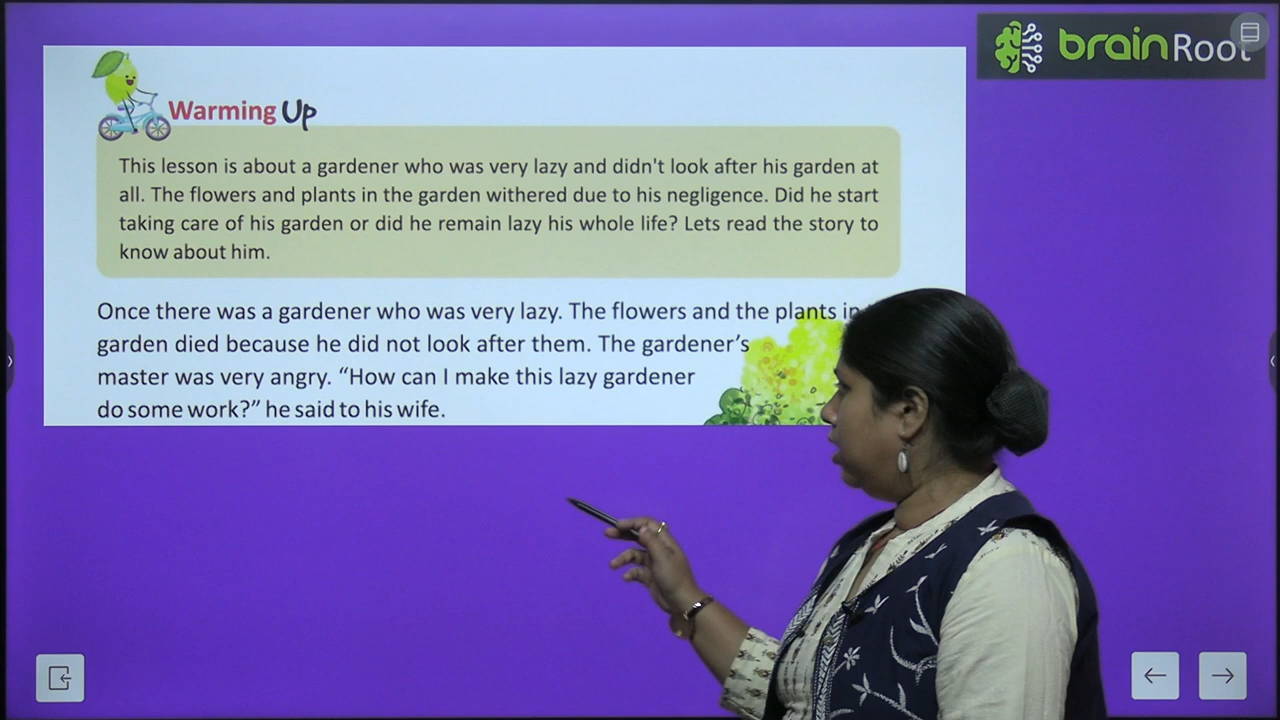 brainRoot
Warming Up
This lesson is about a gardener who was very lazy and didn't look after his garden at
all. The flowers and plants in the garden withered due to his negligence. Did he start
taking care of his garden or did he remain lazy his whole life? Lets read the story to
know about him.
Once there was a gardener who was very lazy. The flowers and the plants in
garden died because he did not look after them. The gardener's
master was very angry. “How can I make this lazy gardener
do some work?” he said to his wife.